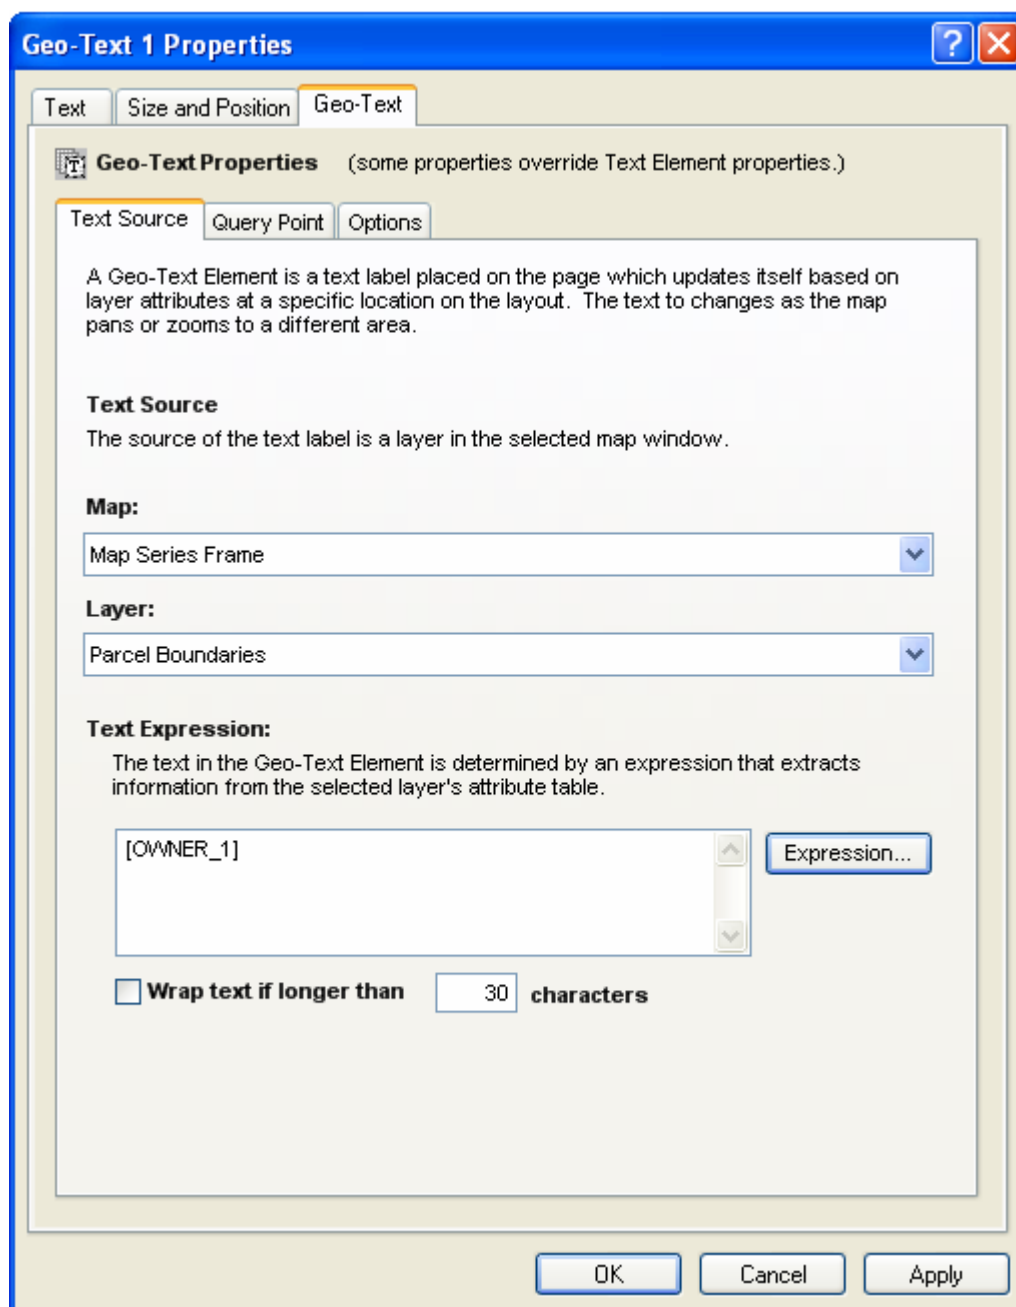 Geo-Text 1 Properties
Text
Size and Position
Geo-Text
Geo-Text Properties (some properties override Text Element properties.)
Text Source
Query Point
Options
A Geo-Text Element is a text label placed on the page which updates itself based on
layer attributes at a specific location on the layout. The text to changes as the map
pans or zooms to a different area.
Text Source
The source of the text label is a layer in the selected map window.
Map:
Map Series Frame
Layer:
Parcel Boundaries
Text Expression:
The text in the Geo-Text Element is determined by an expression that extracts
information from the selected layer's attribute table.
[OWNER_1]
Expression...
Wrap text if longer than 30 characters
OK
Cancel
Apply